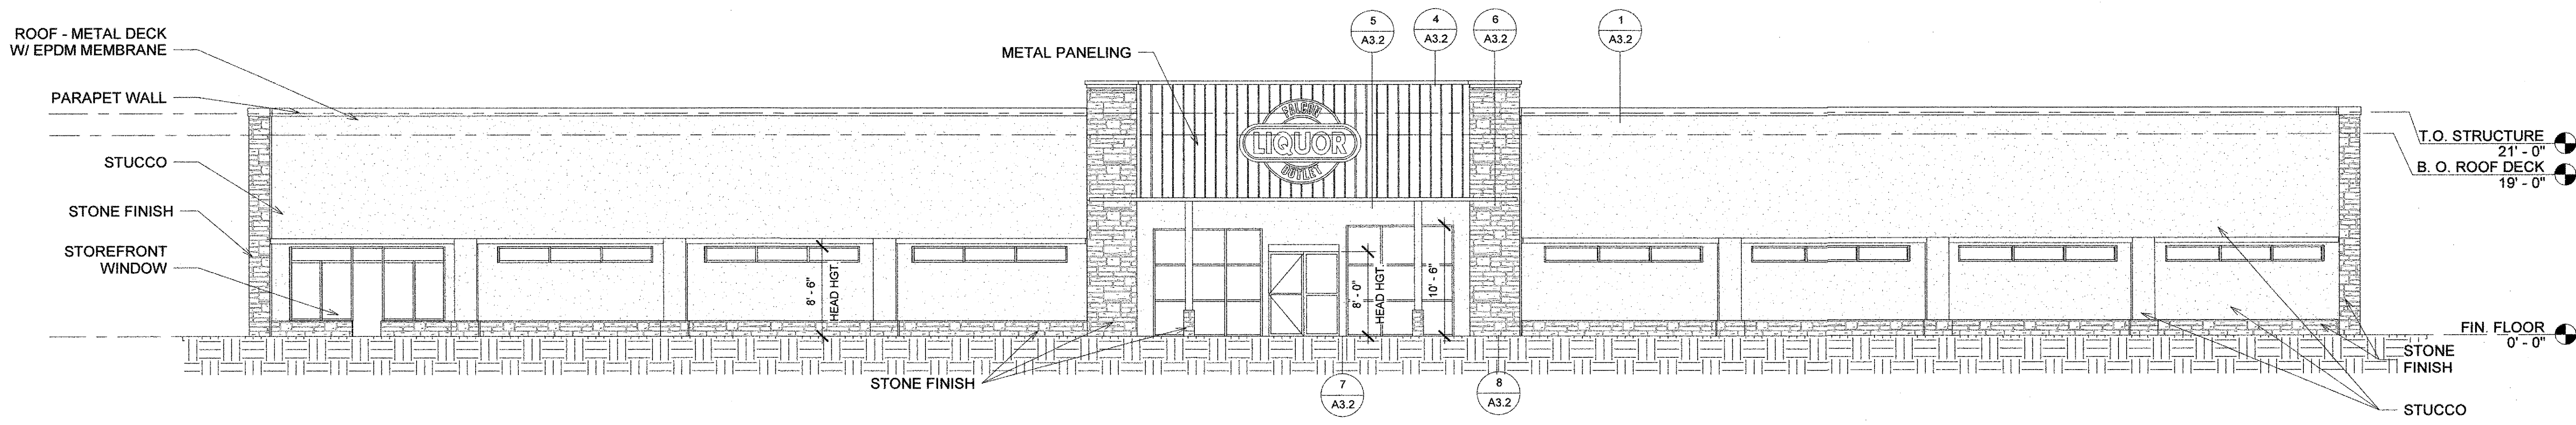 ROOF - METAL DECK
W/ EPDM MEMBRANE
PARAPET WALL
STUCCO
STONE FINISH
STOREFRONT
WINDOW
METAL PANELING
5
A3.2
4
A3.2
6
A3.2
1
A3.2
FALCON
LIQUOR
OUTLET
T.O. STRUCTURE
21' - 0"
B. O. ROOF DECK
19' - 0"
8' - 6"
HEAD HGT.
8' - 0"
HEAD HGT.
10' - 6"
FIN. FLOOR
0' - 0"
STONE
FINISH
STONE FINISH
7
A3.2
8
A3.2
STUCCO